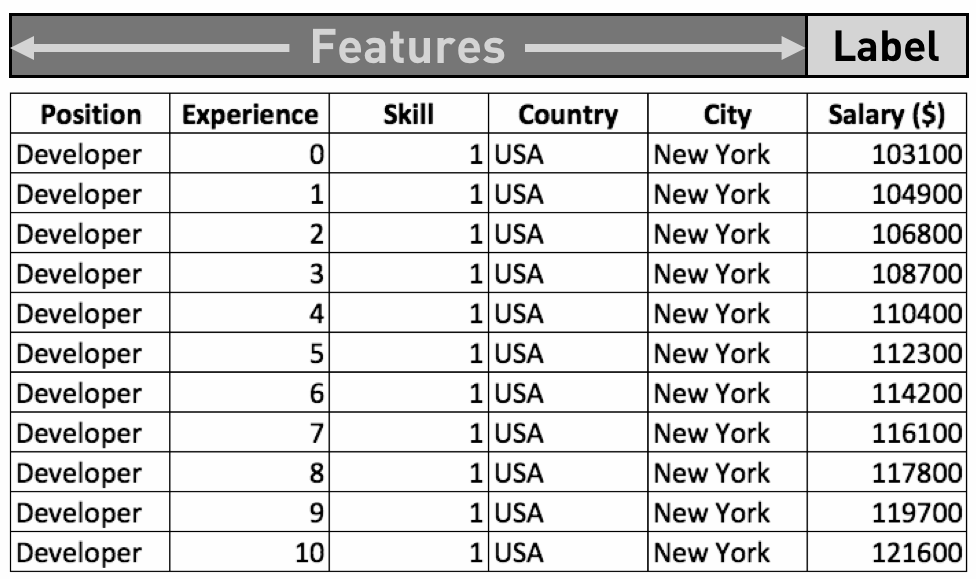 Features Label
Position Experience Skill Country City Salary ($)
Developer 0 1 USA New York 103100
Developer 1 1 USA New York 104900
Developer 2 1 USA New York 106800
Developer 3 1 USA New York 108700
Developer 4 1 USA New York 110400
Developer 5 1 USA New York 112300
Developer 6 1 USA New York 114200
Developer 7 1 USA New York 116100
Developer 8 1 USA New York 117800
Developer 9 1 USA New York 119700
Developer 10 1 USA New York 121600